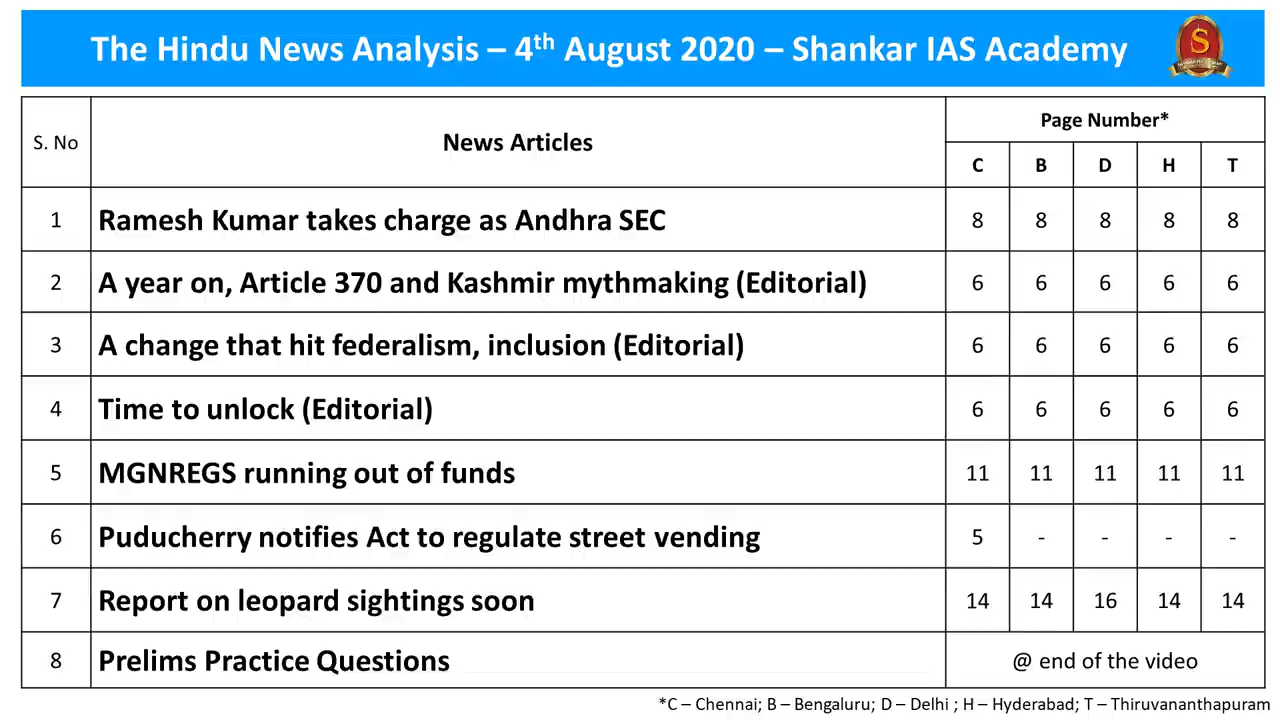 The Hindu News Analysis – 4th August 2020 – Shankar IAS Academy
S
S. No News Articles Page Number*
C B D H T
1 Ramesh Kumar takes charge as Andhra SEC 8 8 8 8 8
2 A year on, Article 370 and Kashmir mythmaking (Editorial) 6 6 6 6 6
3 A change that hit federalism, inclusion (Editorial) 6 6 6 6 6
4 Time to unlock (Editorial) 6 6 6 6 6
5 MGNREGS running out of funds 11 11 11 11 11
6 Puducherry notifies Act to regulate street vending 5 - - - -
7 Report on leopard sightings soon 14 14 16 14 14
8 Prelims Practice Questions @ end of the video
*C – Chennai; B – Bengaluru; D – Delhi ; H – Hyderabad; T – Thiruvananthapuram